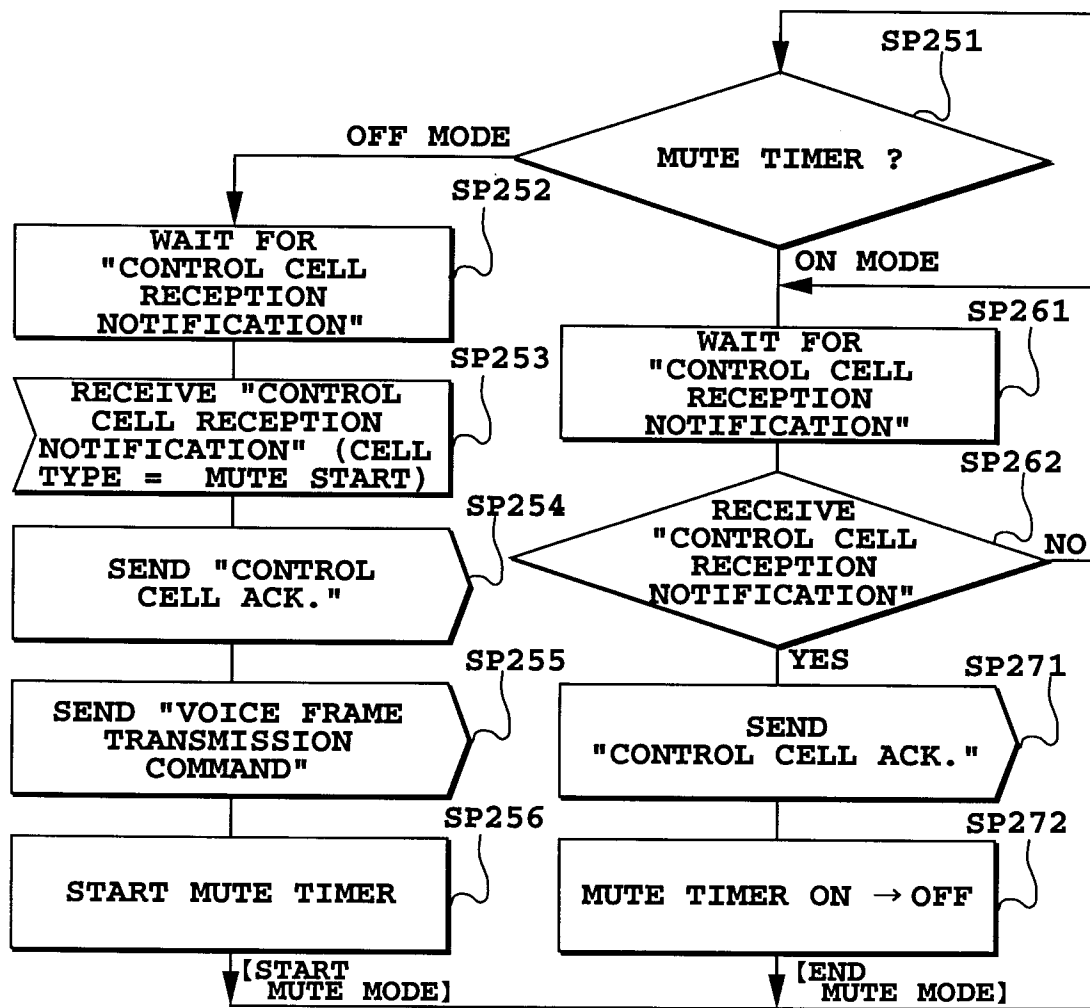 SP251
OFF MODE
MUTE TIMER ?
SP252
WAIT FOR
"CONTROL CELL
RECEPTION
NOTIFICATION"
SP253
RECEIVE "CONTROL
CELL RECEPTION
NOTIFICATION" (CELL
TYPE = MUTE START)
SP254
SEND "CONTROL
CELL ACK."
SP255
SEND "VOICE FRAME
TRANSMISSION
COMMAND"
SP256
START MUTE TIMER
[START
MUTE MODE]
ON MODE
SP261
WAIT FOR
"CONTROL CELL
RECEPTION
NOTIFICATION"
SP262
RECEIVE
"CONTROL CELL
RECEPTION
NOTIFICATION"
NO
YES
SP271
SEND
"CONTROL CELL ACK."
SP272
MUTE TIMER ON → OFF
[END
MUTE MODE]